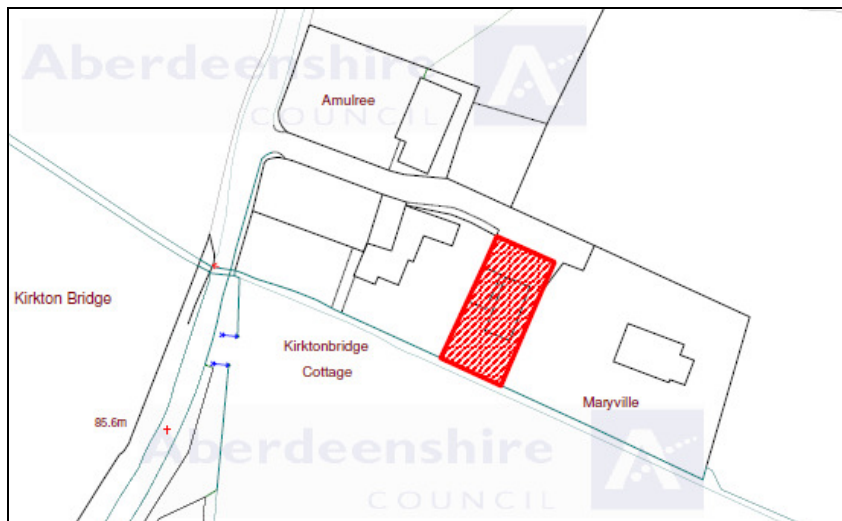 Aberdeenshire
COUNCIL
Amulree
Kirkton Bridge
Kirktonbridge
Cottage
Maryville
85.6m
Aberdeenshire
COUNCIL